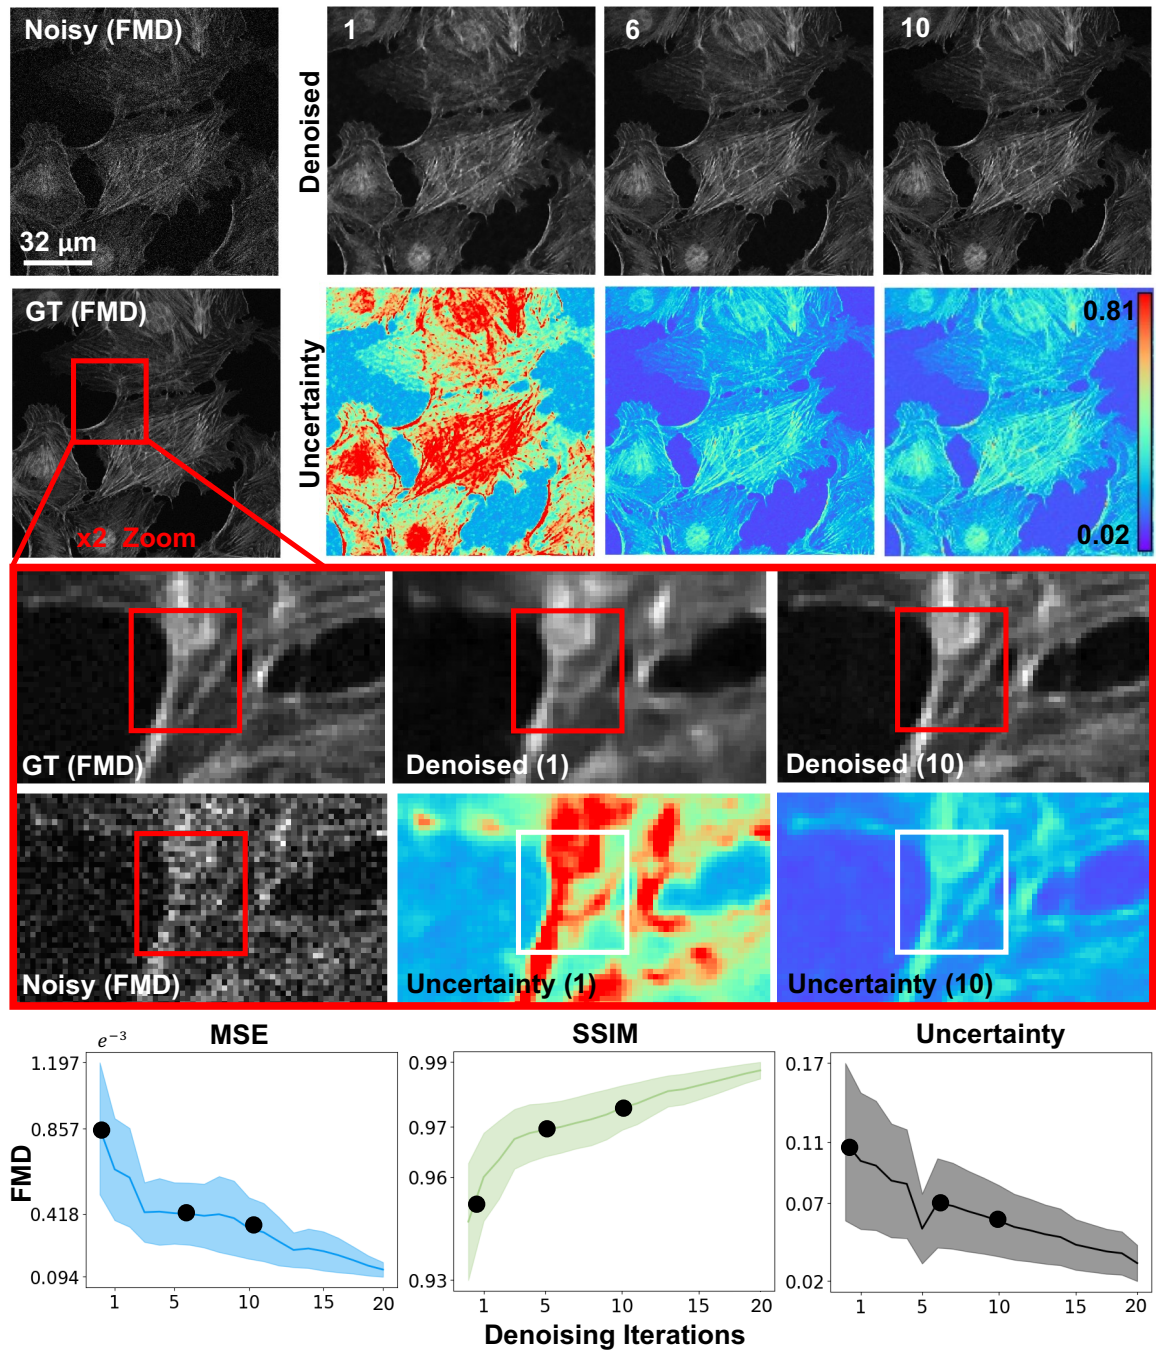 Noisy (FMD)
1
6
10
Denoised
32 μm
GT (FMD)
Uncertainty
0.81
0.02
x2 Zoom
GT (FMD)
Denoised (1)
Denoised (10)
Noisy (FMD)
Uncertainty (1)
Uncertainty (10)
MSE
SSIM
Uncertainty
e⁻³
1.197
0.857
0.418
0.094
FMD
1 5 10 15 20
0.99
0.97
0.96
0.93
1 5 10 20
0.17
0.11
0.07
0.02
1 5 10 15 20
Denoising Iterations